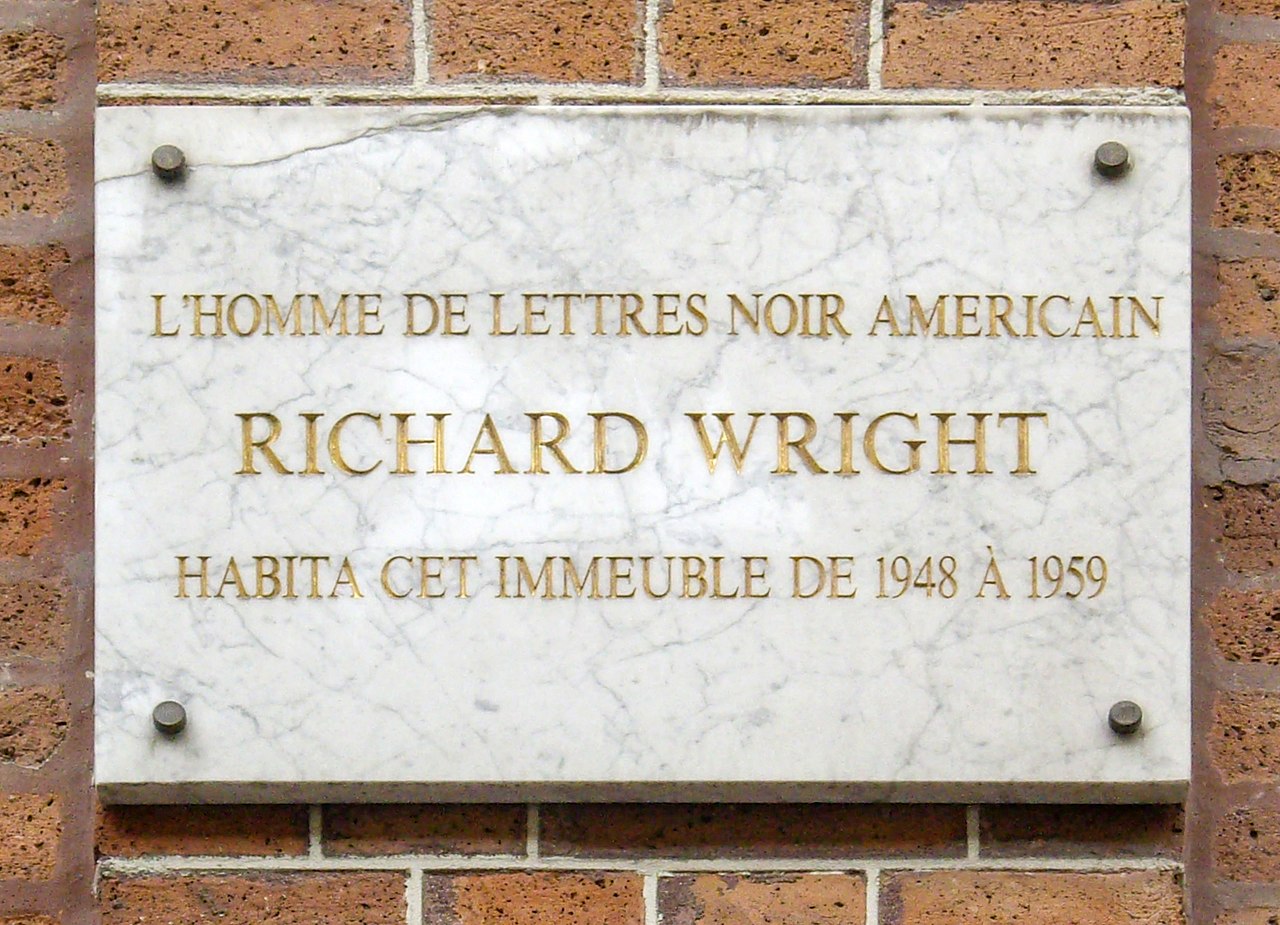 L'HOMME DE LETTRES NOIR AMERICAIN
RICHARD WRIGHT
HABITA CET IMMEUBLE DE 1948 À 1959